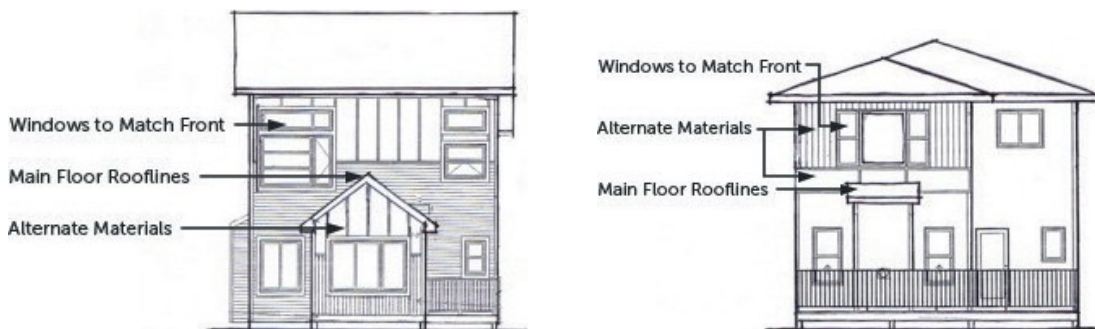 Windows to Match Front
Main Floor Rooflines
Alternate Materials
Windows to Match Front
Alternate Materials
Main Floor Rooflines